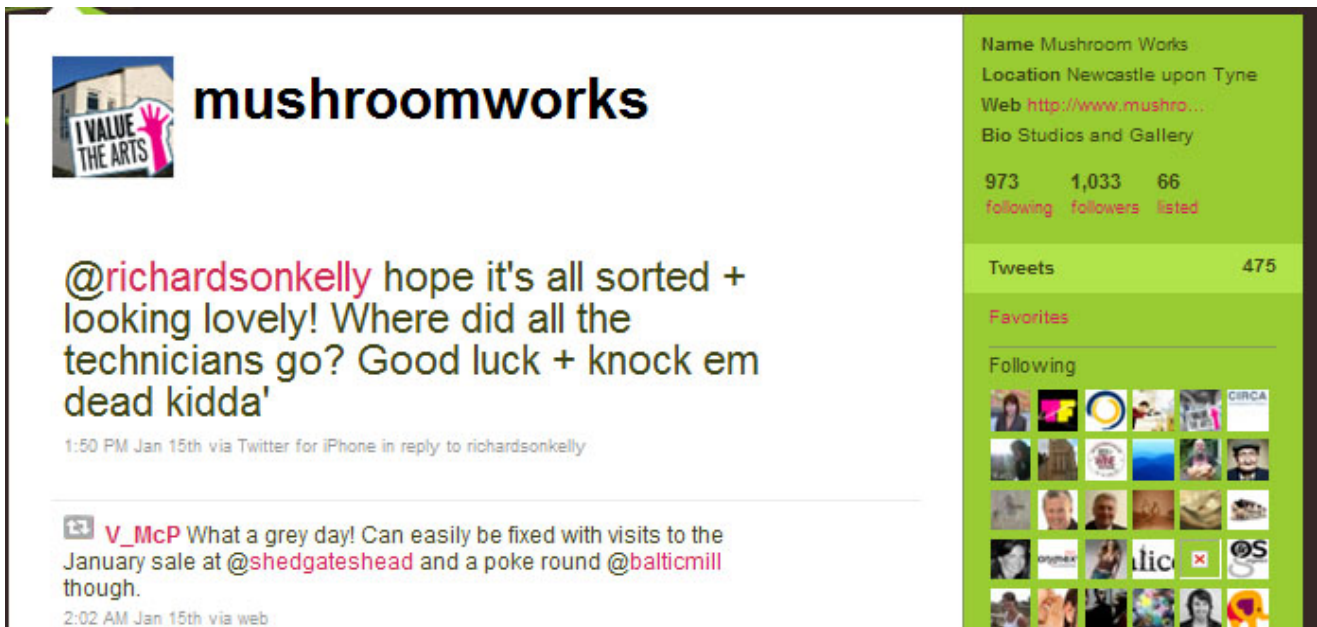 I VALUE
THE ARTS
mushroomworks
@richardsonkelly hope it's all sorted +
looking lovely! Where did all the
technicians go? Good luck + knock em
dead kidda'
1:50 PM Jan 15th via Twitter for iPhone in reply to richardsonkelly
V_McP What a grey day! Can easily be fixed with visits to the
January sale at @shedgateshead and a poke round @balticmill
though.
2:02 AM Jan 15th via web
Name Mushroom Works
Location Newcastle upon Tyne
Web http://www.mushro...
Bio Studios and Gallery
973 1,033 66
following followers listed
Tweets 475
Favorites
Following
CIRCA